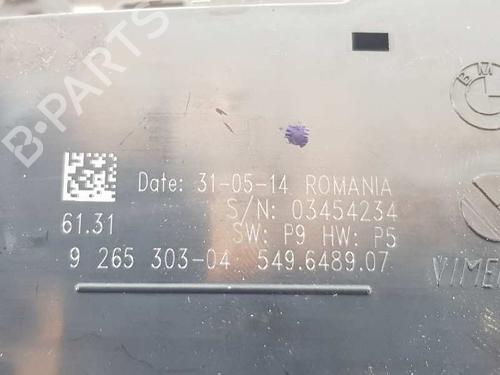 B-PARTS
BMW
Date: 31-05-14 ROMANIA
S/N: 03454234
61.31
SW: P9 HW: P5
9 265 303-04 549.6489.07